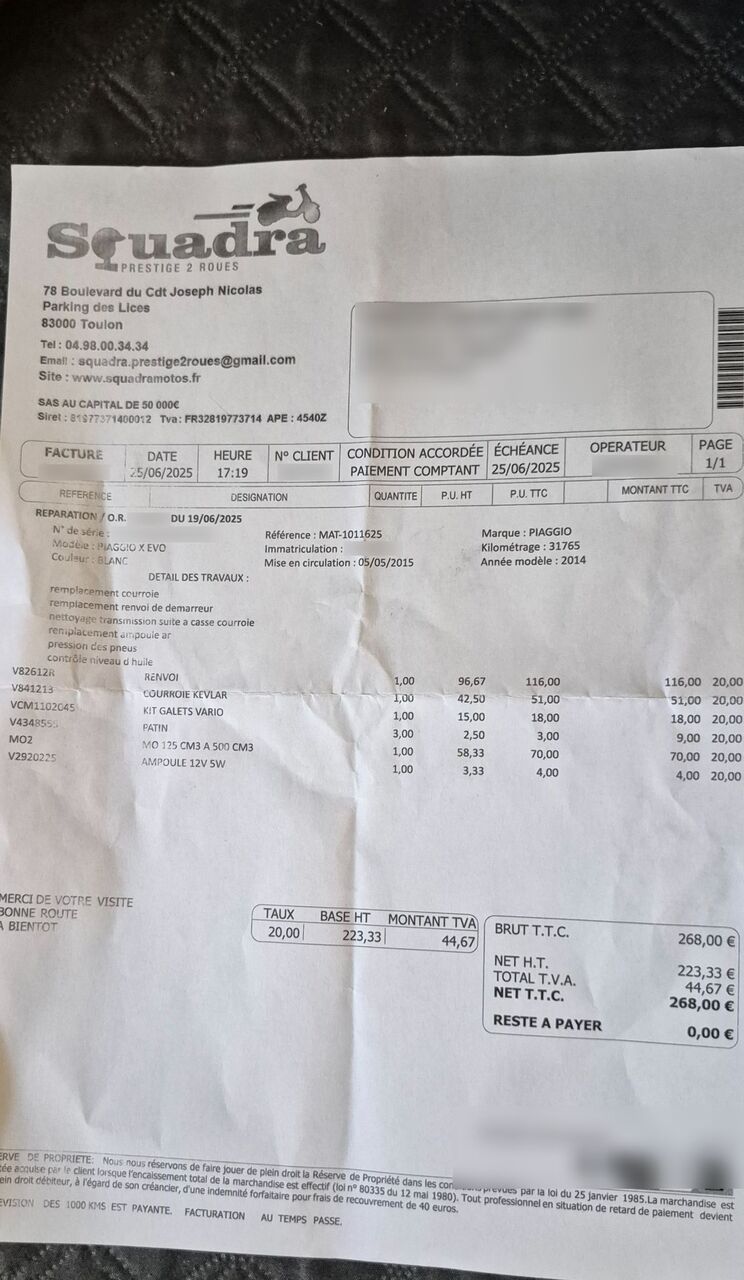 Squadra
PRESTIGE 2 ROUES
78 Boulevard du Cdt Joseph Nicolas
Parking des Lices
83000 Toulon
Tel : 04.98.00.34.34
Email : squadra.prestige2roues@gmail.com
Site : www.squadramotos.fr
SAS AU CAPITAL DE 50 000€
Siret : 81977371400012 Tva: FR32819773714 APE : 4540Z
FACTURE DATE HEURE N° CLIENT CONDITION ACCORDÉE ÉCHÉANCE OPERATEUR PAGE
25/06/2025 17:19 PAIEMENT COMPTANT 25/06/2025 1/1
REFERENCE DESIGNATION QUANTITE P.U. HT P.U. TTC MONTANT TTC TVA
REPARATION / O.R. DU 19/06/2025
N° de série : Référence : MAT-1011625 Marque : PIAGGIO
Modèle : PIAGGIO X EVO Immatriculation : Kilométrage : 31765
Couleur : BLANC Mise en circulation : 05/05/2015 Année modèle : 2014
DETAIL DES TRAVAUX :
remplacement courroie
remplacement renvoi de demarreur
nettoyage transmission suite a casse courroie
remplacement ampoule ar
pression des pneus
contrôle niveau d huile
V82612R RENVOI 1,00 96,67 116,00 116,00 20,00
V841213 COURROIE KEVLAR 1,00 42,50 51,00 51,00 20,00
VCM1102045 KIT GALETS VARIO 1,00 15,00 18,00 18,00 20,00
PATIN 3,00 2,50 3,00 9,00 20,00
MO2 MO 125 CM3 A 500 CM3 1,00 58,33 70,00 70,00 20,00
V2920225 AMPOULE 12V 5W 1,00 3,33 4,00 4,00 20,00
MERCI DE VOTRE VISITE
BONNE ROUTE
A BIENTOT
TAUX BASE HT MONTANT TVA
20,00 223,33 44,67
BRUT T.T.C. 268,00 €
NET H.T. 223,33 €
TOTAL T.V.A. 44,67 €
NET T.T.C. 268,00 €
RESTE A PAYER 0,00 €
ERVE DE PROPRIETE: Nous nous réservons de faire jouer de plein droit la Réserve de Propriété dans les con prévues par la loi du 25 janvier 1985.La marchandise est
tée acquise par le client lorsque l'encaissement total de la marchandise est effectif (loi n° 80335 du 12 mai 1980). Tout professionnel en situation de retard de paiement devient
ein droit débiteur, à l'égard de son créancier, d'une indemnité forfaitaire pour frais de recouvrement de 40 euros.
EVISION DES 1000 KMS EST PAYANTE. FACTURATION AU TEMPS PASSE.